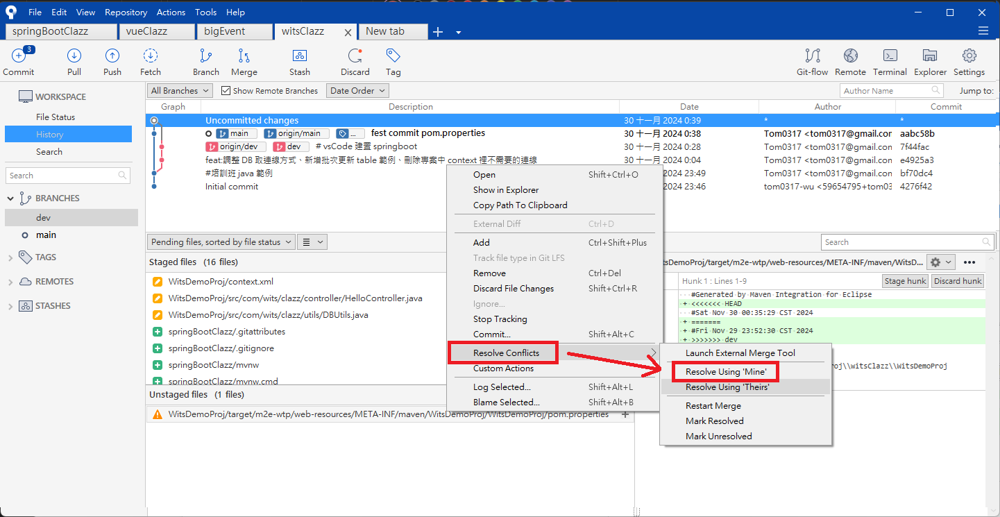 File Edit View Repository Actions Tools Help
springBootClazz vueClazz bigEvent witsClazz New tab
3
Commit Pull Push Fetch Branch Merge Stash Discard Tag Git-flow Remote Terminal Explorer Settings
WORKSPACE
File Status
History
Search
Search
BRANCHES
dev
main
TAGS
REMOTES
STASHES
All Branches Show Remote Branches Date Order Author Name Jump to:
Graph Description Date Author Commit
Uncommitted changes 30 十一月 2024 0:39 * *
main origin/main ... fest commit pom.properties 30 十一月 2024 0:38 Tom0317 <tom0317@gmail.con aabc58b
origin/dev dev # vsCode 建置 springboot 30 十一月 2024 0:28 Tom0317 <tom0317@gmail.con 7f44fac
feat:調整 DB 取連線方式、新增批次更新 table 範例、刪除專案中 context 裡不需要的連線 30 十一月 2024 0:04 Tom0317 <tom0317@gmail.con e4925a3
#培訓班 java 範例 2024 23:49 Tom0317 <tom0317@gmail.con bf70dc4
Initial commit 2024 23:46 tom0317-wu <59654795+tom03 4276f42
Pending files, sorted by file status
Search
Staged files (16 files)
WitsDemoProj/context.xml
WitsDemoProj/src/com/wits/clazz/controller/HelloController.java
WitsDemoProj/src/com/wits/clazz/utils/DBUtils.java
springBootClazz/.gitattributes
springBootClazz/.gitignore
springBootClazz/mvnw
springBootClazz/mvnw.cmd
Unstaged files (1 files)
WitsDemoProj/target/m2e-wtp/web-resources/META-INF/maven/WitsDemoProj/WitsDemoProj/pom.properties
Open Shift+Ctrl+O
Show in Explorer
Copy Path To Clipboard
External Diff Ctrl+D
Add Ctrl+Shift+Plus
Track file type in Git LFS
Remove Ctrl+Del
Discard File Changes Shift+Ctrl+R
Ignore...
Stop Tracking
Commit... Shift+Alt+C
Resolve Conflicts
Custom Actions
Log Selected... Shift+Alt+L
Blame Selected... Shift+Alt+B
Launch External Merge Tool
Resolve Using 'Mine'
Resolve Using 'Theirs'
Restart Merge
Mark Resolved
Mark Unresolved
sDemoProj/target/m2e-wtp/web-resources/META-INF/maven/WitsD...
Hunk 1 : Lines 1-9 Stage hunk Discard hunk
#Generated by Maven Integration for Eclipse
+ <<<<<<< HEAD
#Sat Nov 30 00:35:29 CST 2024
+ =======
+ #Fri Nov 29 23:52:30 CST 2024
+ >>>>>>> dev
oj\\witsClazz\\WitsDemoProj